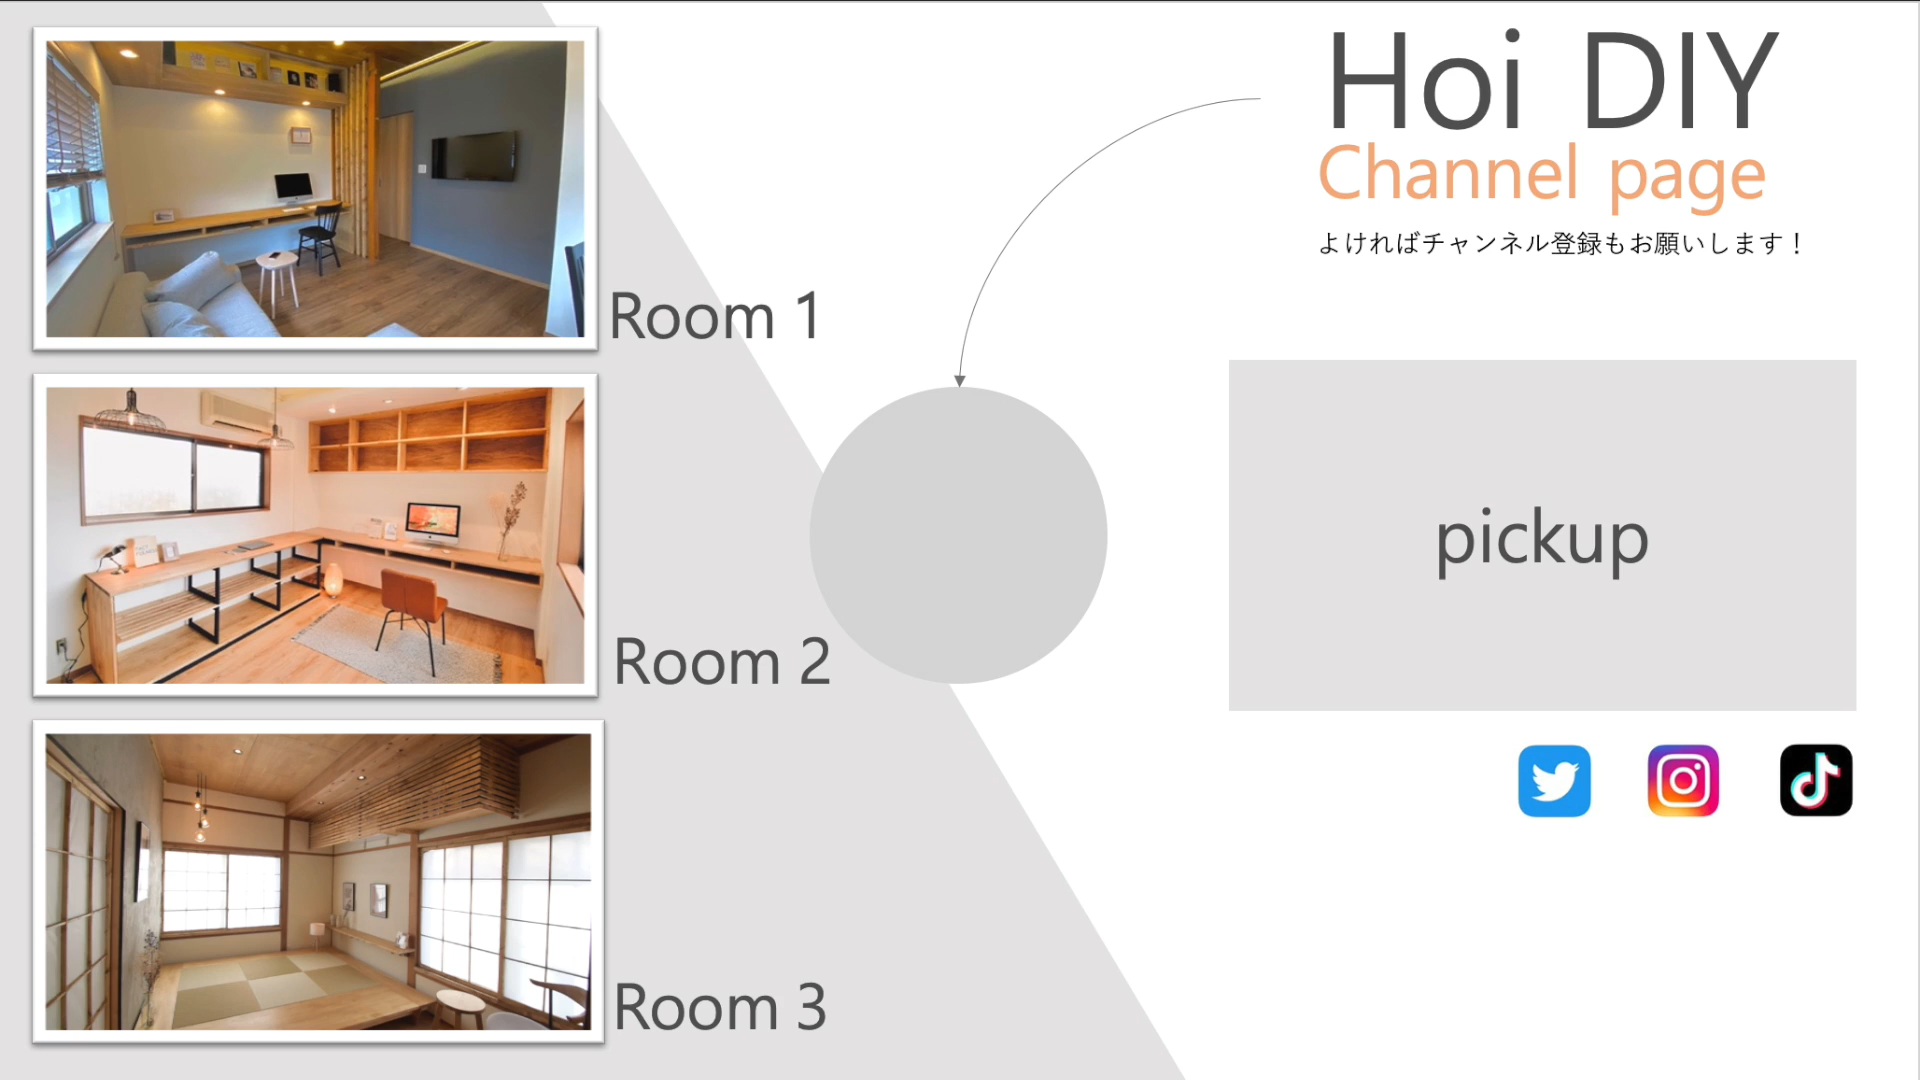 Hoi DIY
Channel page
よければチャンネル登録もお願いします！
Room 1
Room 2
Room 3
pickup